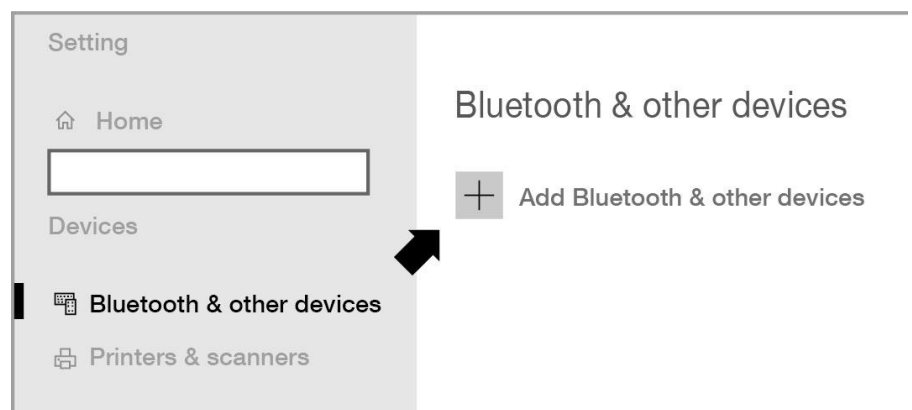 Setting
Home
Devices
Bluetooth & other devices
Printers & scanners
Bluetooth & other devices
Add Bluetooth & other devices